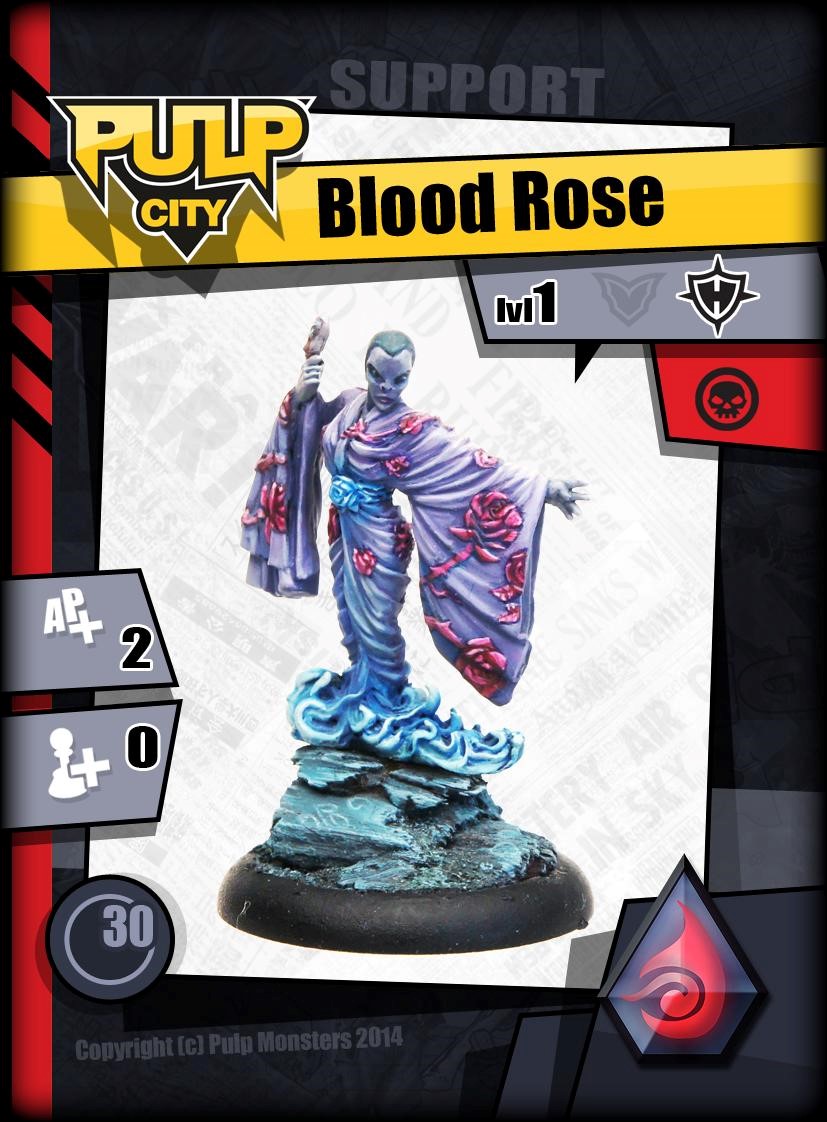 SUPPORT
PULP
CITY
Blood Rose
lvl1
H
AP+
2
+
0
30
Copyright (c) Pulp Monsters 2014